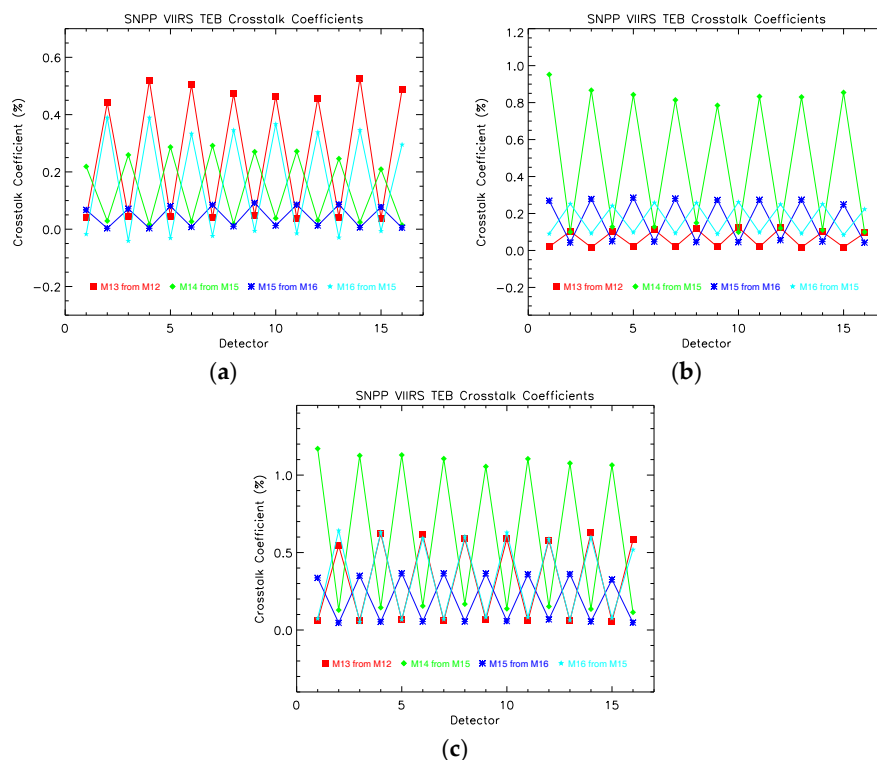 SNPP VIIRS TEB Crosstalk Coefficients
Crosstalk Coefficient (%)
0.6
0.4
0.2
0.0
−0.2
M13 from M12 M14 from M15 M15 from M16 M16 from M15
0 5 10 15
Detector
(a)
SNPP VIIRS TEB Crosstalk Coefficients
Crosstalk Coefficient (%)
1.2
1.0
0.8
0.6
0.4
0.2
0.0
−0.2
M13 from M12 M14 from M15 M15 from M16 M16 from M15
0 5 10 15
Detector
(b)
SNPP VIIRS TEB Crosstalk Coefficients
Crosstalk Coefficient (%)
1.0
0.5
0.0
M13 from M12 M14 from M15 M15 from M16 M16 from M15
0 5 10 15
Detector
(c)